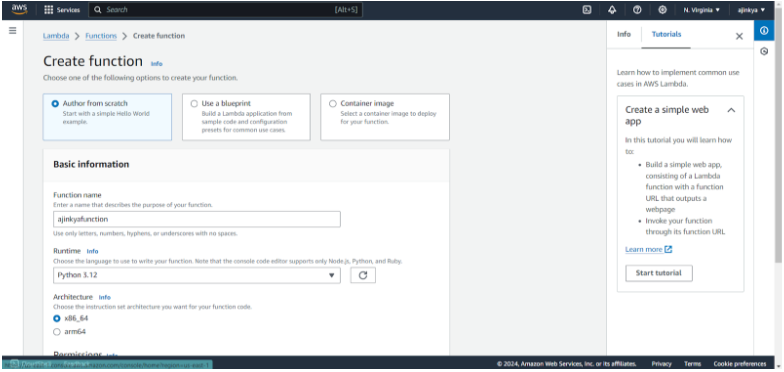 aws Services Search [Alt+S] N. Virginia ajinkya
Lambda > Functions > Create function
Create function Info
Choose one of the following options to create your function.
Author from scratch
Start with a simple Hello World
example.
Use a blueprint
Build a Lambda application from
sample code and configuration
presets for common use cases.
Container image
Select a container image to deploy
for your function.
Basic information
Function name
Enter a name that describes the purpose of your function.
ajinkyafunction
Use only letters, numbers, hyphens, or underscores with no spaces.
Runtime Info
Choose the language to use to write your function. Note that the console code editor supports only Node.js, Python, and Ruby.
Python 3.12
Architecture Info
Choose the instruction set architecture you want for your function code.
x86_64
arm64
Permissions Info
Info Tutorials
Learn how to implement common use
cases in AWS Lambda.
Create a simple web
app
In this tutorial you will learn how
to:
• Build a simple web app,
consisting of a Lambda
function with a function
URL that outputs a
webpage
• Invoke your function
through its function URL
Learn more
Start tutorial
© 2024, Amazon Web Services, Inc. or its affiliates. Privacy Terms Cookie preferences